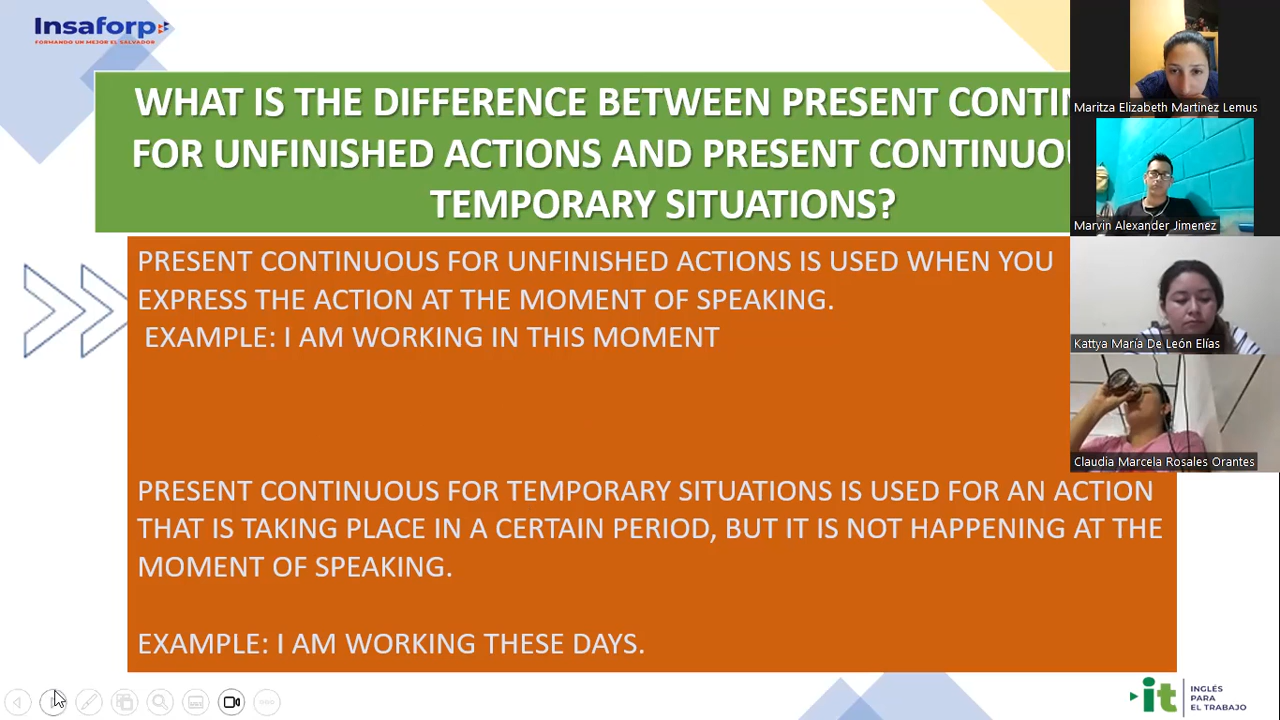 Insaforp
FORMANDO UN MEJOR EL SALVADOR
WHAT IS THE DIFFERENCE BETWEEN PRESENT CONTIN
FOR UNFINISHED ACTIONS AND PRESENT CONTINUOU
TEMPORARY SITUATIONS?
PRESENT CONTINUOUS FOR UNFINISHED ACTIONS IS USED WHEN YOU
EXPRESS THE ACTION AT THE MOMENT OF SPEAKING.
EXAMPLE: I AM WORKING IN THIS MOMENT
PRESENT CONTINUOUS FOR TEMPORARY SITUATIONS IS USED FOR AN ACTION
THAT IS TAKING PLACE IN A CERTAIN PERIOD, BUT IT IS NOT HAPPENING AT THE
MOMENT OF SPEAKING.
EXAMPLE: I AM WORKING THESE DAYS.
Maritza Elizabeth Martinez Lemus
Marvin Alexander Jimenez
Kattya María De León Elías
Claudia Marcela Rosales Orantes
it
INGLÉS
PARA
EL TRABAJO